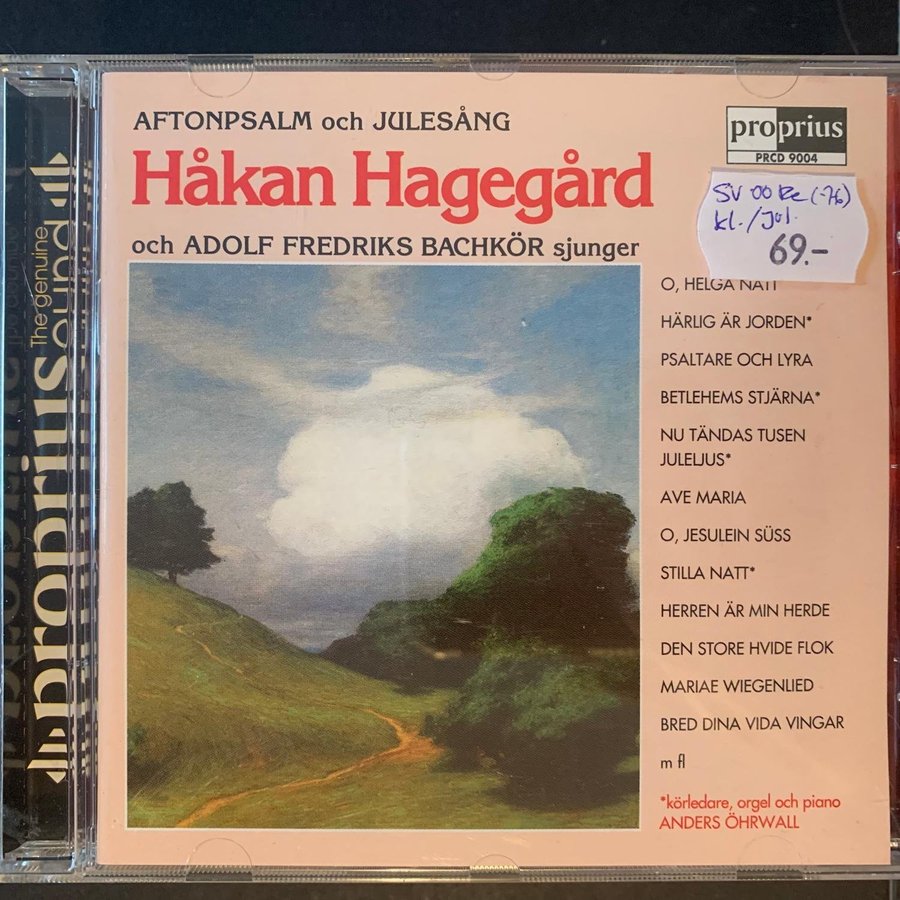 AFTONPSALM och JULESÅNG
Håkan Hagegård
och ADOLF FREDRIKS BACHKÖR sjunger
proprius
PRCD 9004
SV 00 Re (-76)
kl./jul.
69.-
O, HELGA NATT
HÄRLIG ÄR JORDEN*
PSALTARE OCH LYRA
BETLEHEMS STJÄRNA*
NU TÄNDAS TUSEN
JULELJUS*
AVE MARIA
O, JESULEIN SÜSS
STILLA NATT*
HERREN ÄR MIN HERDE
DEN STORE HVIDE FLOK
MARIAE WIEGENLIED
BRED DINA VIDA VINGAR
m fl
*körledare, orgel och piano
ANDERS ÖHRWALL
proprius
The genuine
sound